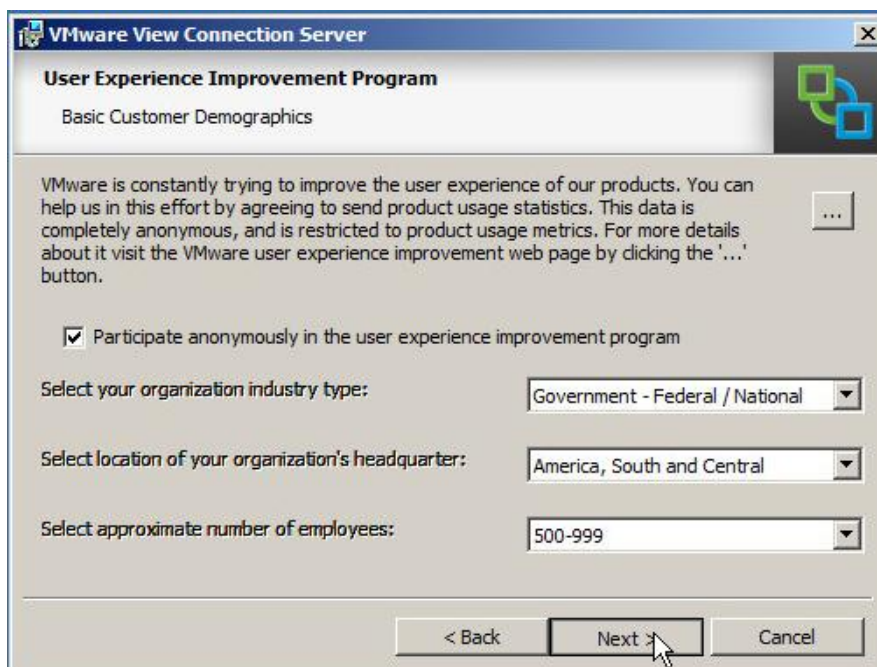 VMware View Connection Server
User Experience Improvement Program
Basic Customer Demographics
VMware is constantly trying to improve the user experience of our products. You can
help us in this effort by agreeing to send product usage statistics. This data is
completely anonymous, and is restricted to product usage metrics. For more details
about it visit the VMware user experience improvement web page by clicking the '...'
button.
...
Participate anonymously in the user experience improvement program
Select your organization industry type:
Government - Federal / National
Select location of your organization's headquarter:
America, South and Central
Select approximate number of employees:
500-999
< Back
Next >
Cancel